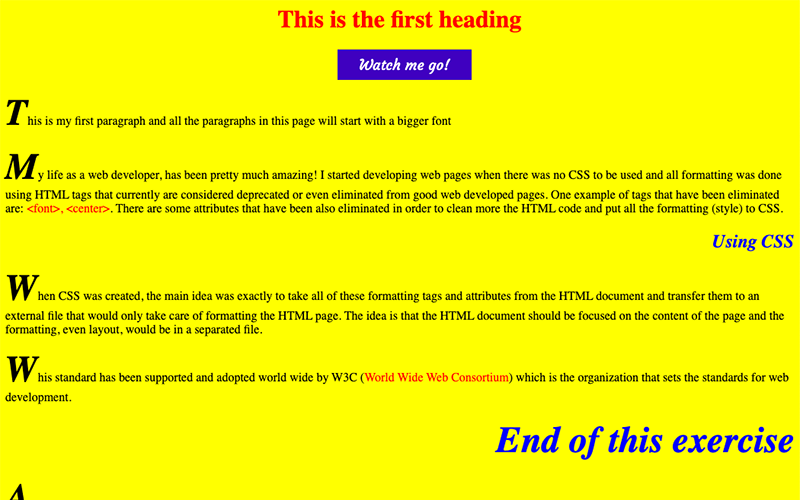 This is the first heading
Watch me go!
This is my first paragraph and all the paragraphs in this page will start with a bigger font
My life as a web developer, has been pretty much amazing! I started developing web pages when there was no CSS to be used and all formatting was done
using HTML tags that currently are considered deprecated or even eliminated from good web developed pages. One example of tags that have been eliminated
are: <font>, <center>. There are some attributes that have been also eliminated in order to clean more the HTML code and put all the formatting (style) to CSS.
Using CSS
When CSS was created, the main idea was exactly to take all of these formatting tags and attributes from the HTML document and transfer them to an
external file that would only take care of formatting the HTML page. The idea is that the HTML document should be focused on the content of the page and the
formatting, even layout, would be in a separated file.
Whis standard has been supported and adopted world wide by W3C (World Wide Web Consortium) which is the organization that sets the standards for web
development.
End of this exercise